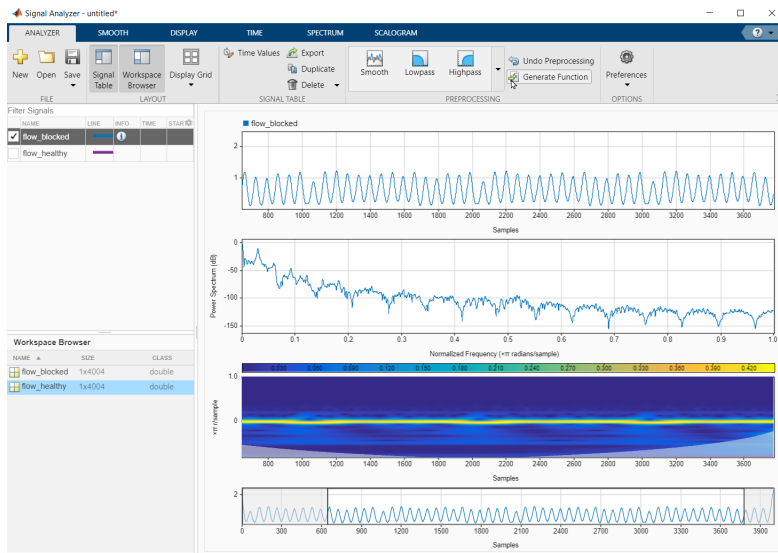 Signal Analyzer - untitled*
ANALYZER SMOOTH DISPLAY TIME SPECTRUM SCALOGRAM
New Open Save Signal Table Workspace Browser Display Grid Time Values Export Duplicate Delete Smooth Lowpass Highpass Undo Preprocessing Generate Function Preferences
FILE LAYOUT SIGNAL TABLE PREPROCESSING OPTIONS
Filter Signals
NAME LINE INFO TIME START
flow_blocked
flow_healthy
flow_blocked
2
1
800 1000 1200 1400 1600 1800 2000 2200 2400 2600 2800 3000 3200 3400 3600
Samples
Power Spectrum (dB)
0
-50
-100
-150
0 0.1 0.2 0.3 0.4 0.5 0.6 0.7 0.8 0.9 1.0
Normalized Frequency (×π radians/sample)
Workspace Browser
NAME SIZE CLASS
flow_blocked 1x4004 double
flow_healthy 1x4004 double
0.030 0.060 0.090 0.120 0.150 0.180 0.210 0.240 0.270 0.300 0.330 0.360 0.390 0.420
×π r/sample
1.0
0
800 1000 1200 1400 1600 1800 2000 2200 2400 2600 2800 3000 3200 3400 3600
Samples
2
0
0 300 600 900 1200 1500 1800 2100 2400 2700 3000 3300 3600 3900
Samples